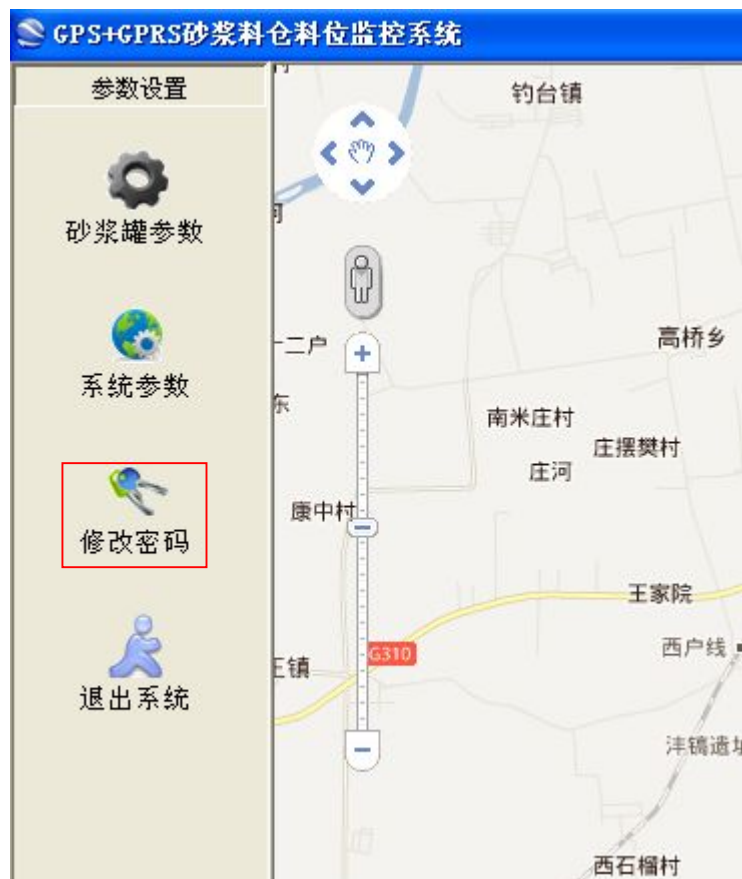 GPS+GPRS砂浆料仓料位监控系统
参数设置
砂浆罐参数
系统参数
修改密码
退出系统
钓台镇
河
高桥乡
十二户
东
南米庄村
庄摆樊村
庄河
康中村
王家院
G310
西户线
王镇
沣镐遗址
西石榴村